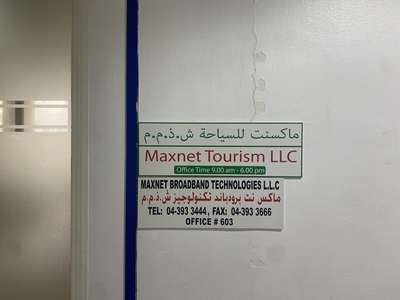 ماكسنت للسياحة ش.ذ.م.م
Maxnet Tourism LLC
Office Time 9.00 am - 6.00 pm
MAXNET BROADBAND TECHNOLOGIES L.L.C
ماكس نت برودباند تكنولوجيز ش.ذ.م.م
TEL: 04-393 3444 , FAX: 04-393 3666
OFFICE # 603